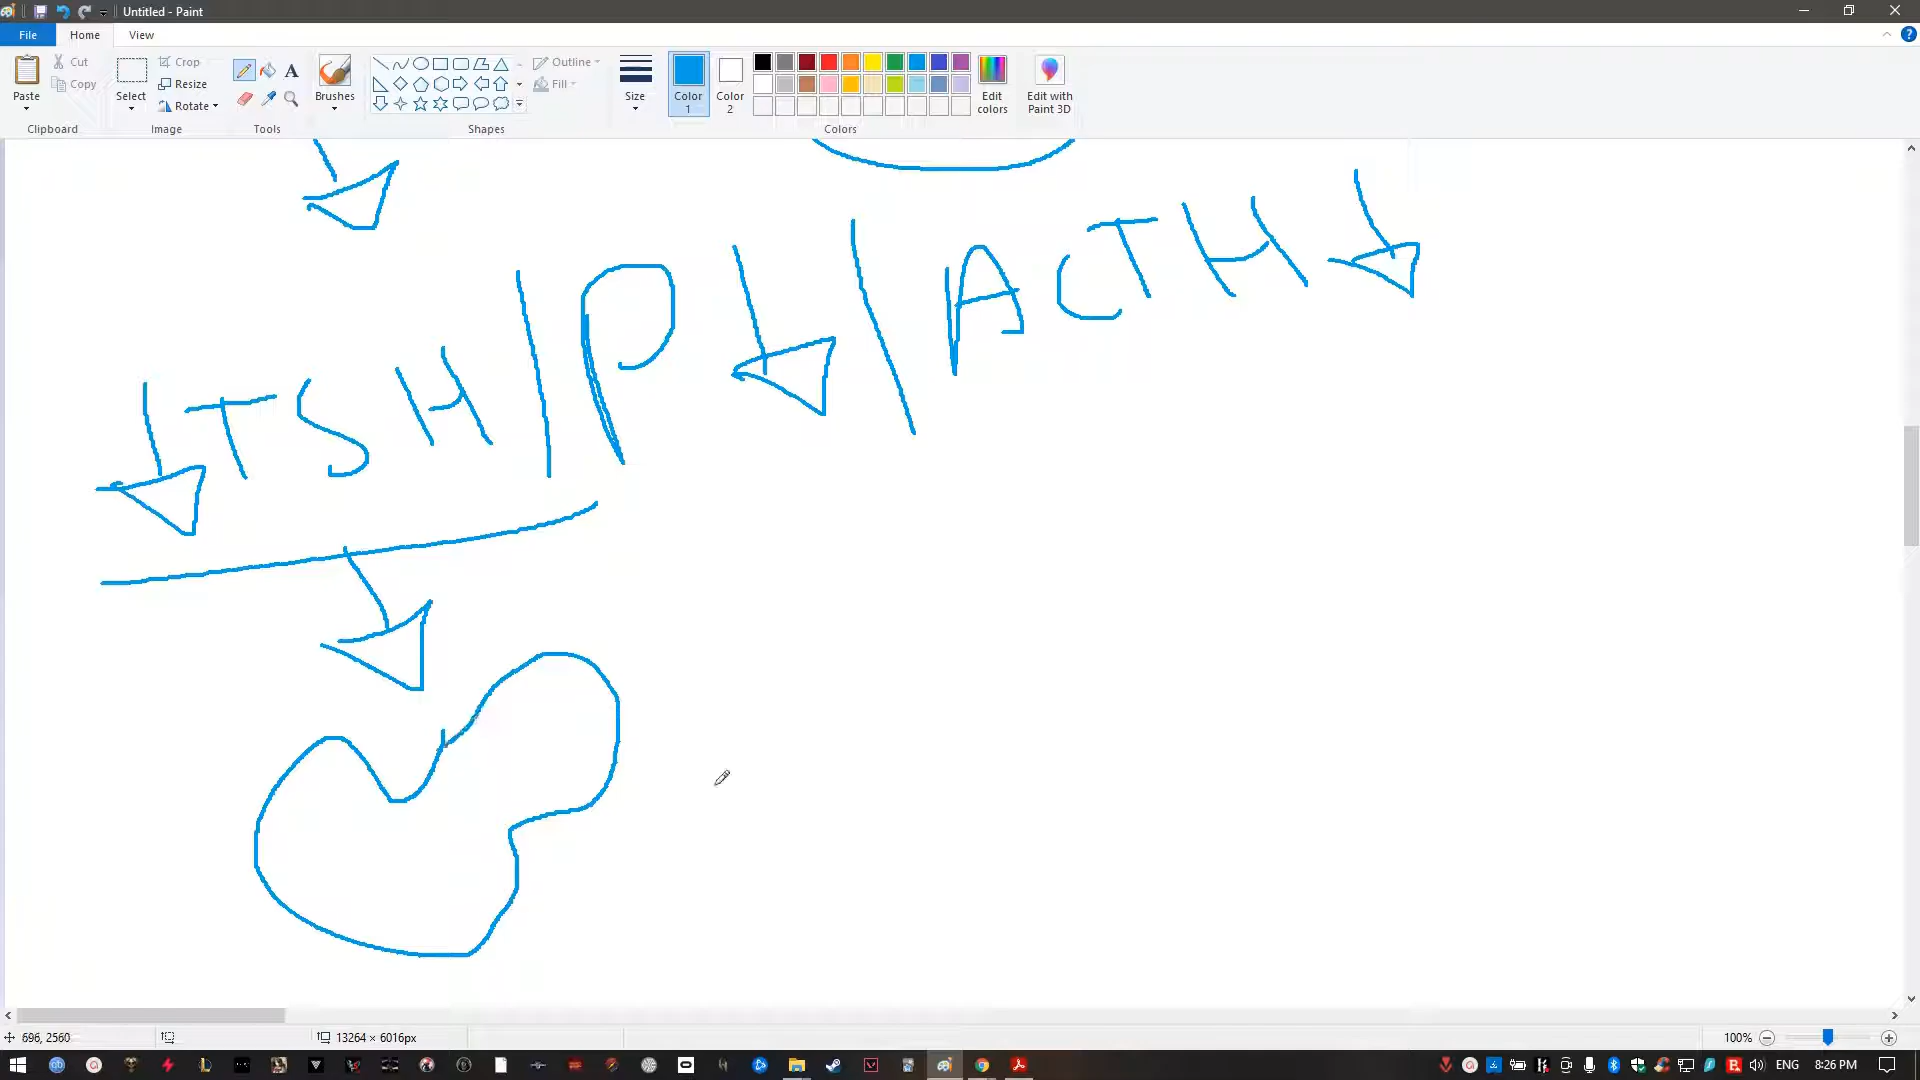 Untitled - Paint
File Home View
Paste
Cut
Copy
Clipboard
Select
Crop
Resize
Rotate
Image
A
Tools
Brushes
Shapes
Outline
Fill
Size
Color 1
Color 2
Colors
Edit colors
Edit with Paint 3D
TSH / P / ACTH
696, 2560
13264 × 6016px
100%
ENG 8:26 PM